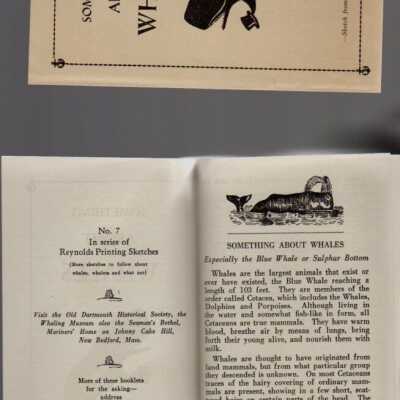 SOM
A
WH
—Sketch from
No. 7
In series of
Reynolds Printing Sketches
(More sketches to follow about
whales, whalers and what not)
Visit the Old Dartmouth Historical Society, the
Whaling Museum also the Seamen's Bethel,
Mariners' Home on Johnny Cake Hill,
New Bedford, Mass.
More of these booklets
for the asking—
address
SOMETHING ABOUT WHALES
Especially the Blue Whale or Sulphur Bottom
Whales are the largest animals that exist or
ever have existed, the Blue Whale reaching a
length of 103 feet. They are members of the
order called Cetacea, which includes the Whales,
Dolphins and Porpoises. Although living in
the water and somewhat fish-like in form, all
Cetaceans are true mammals. They have warm
blood, breathe air by means of lungs, bring
forth their young alive, and nourish them with
milk.
Whales are thought to have originated from
land mammals, but from what particular group
they descended is unknown. On most Cetaceans
traces of the hairy covering of ordinary mam-
mals are present, showing in a few short, scat-